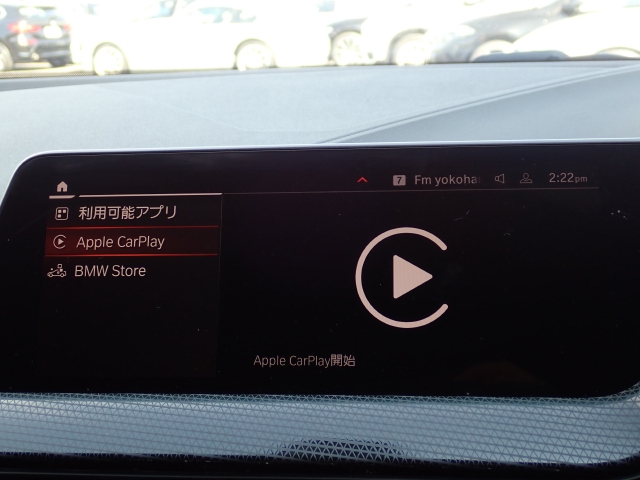 7 Fm yokoha 2:22pm
利用可能アプリ
Apple CarPlay
BMW Store
Apple CarPlay開始